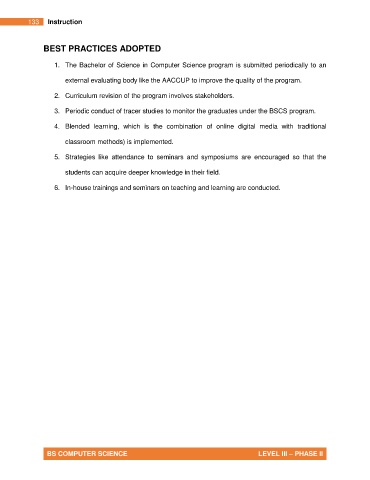 133 Instruction
BEST PRACTICES ADOPTED
1. The Bachelor of Science in Computer Science program is submitted periodically to an
external evaluating body like the AACCUP to improve the quality of the program.
2. Curriculum revision of the program involves stakeholders.
3. Periodic conduct of tracer studies to monitor the graduates under the BSCS program.
4. Blended learning, which is the combination of online digital media with traditional
classroom methods) is implemented.
5. Strategies like attendance to seminars and symposiums are encouraged so that the
students can acquire deeper knowledge in their field.
6. In-house trainings and seminars on teaching and learning are conducted.
BS COMPUTER SCIENCE LEVEL III – PHASE II